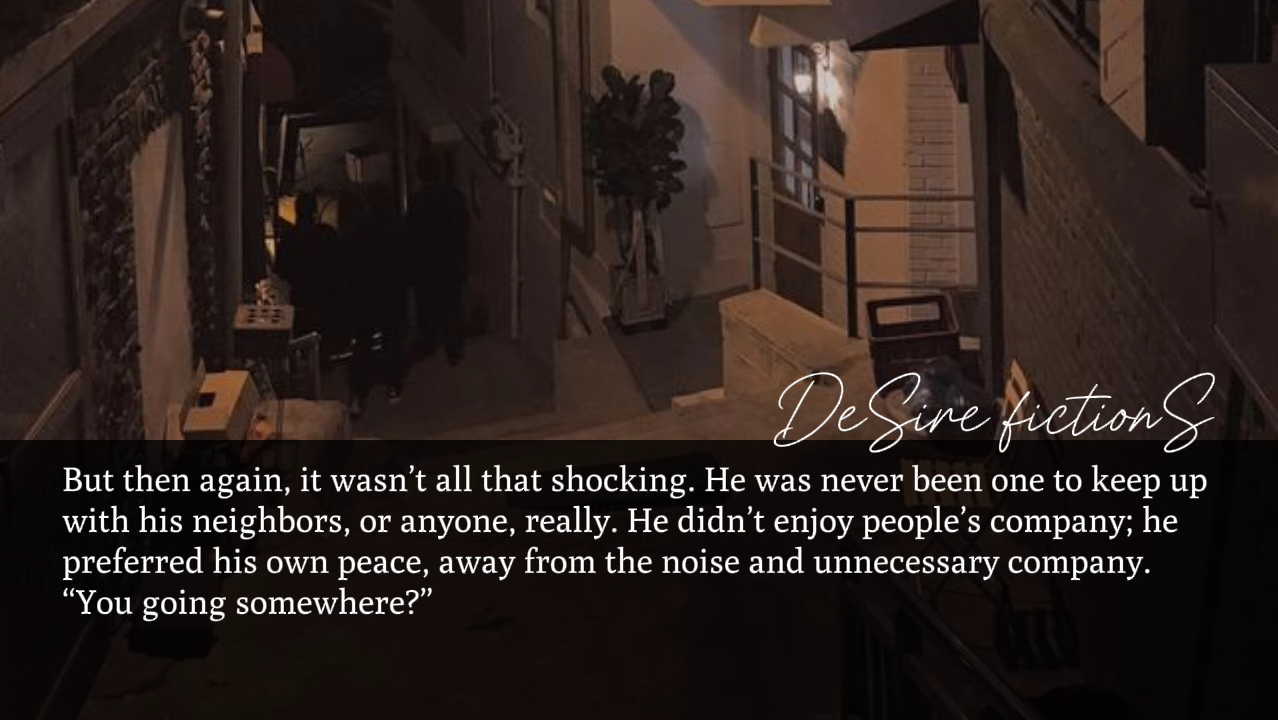 DeSire fictionS
But then again, it wasn’t all that shocking. He was never been one to keep up
with his neighbors, or anyone, really. He didn’t enjoy people’s company; he
preferred his own peace, away from the noise and unnecessary company.
“You going somewhere?”